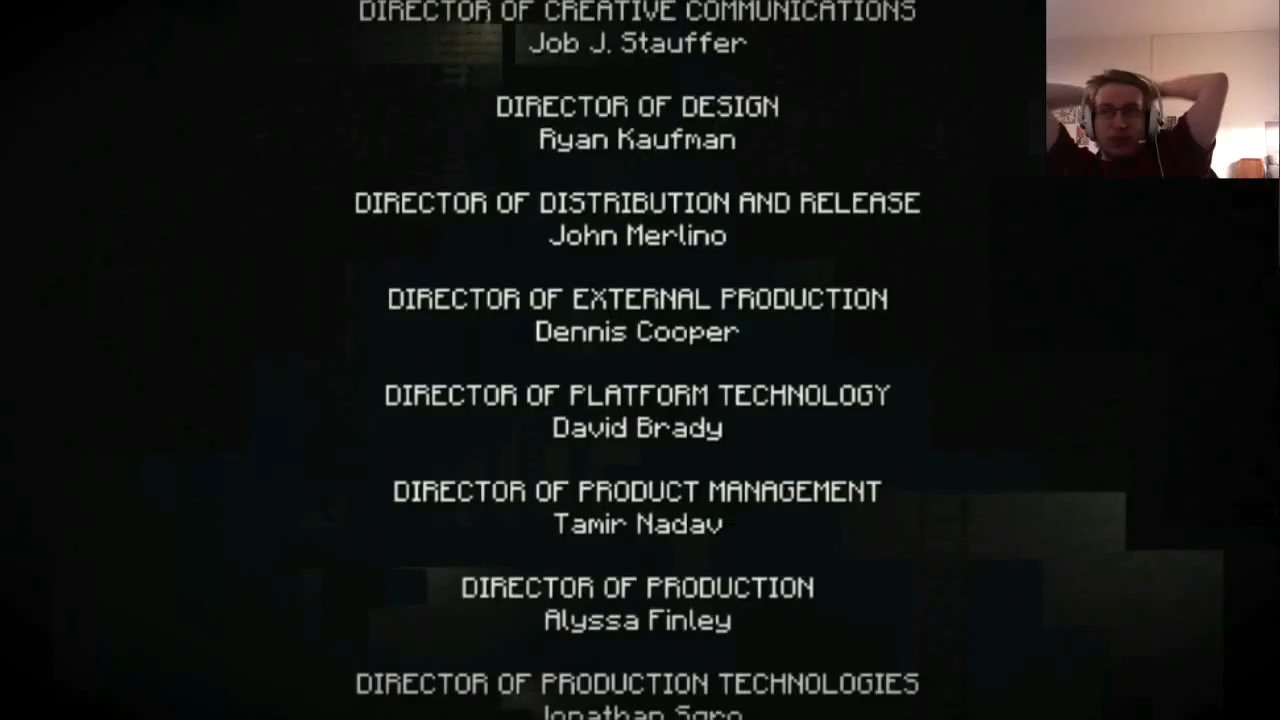 DIRECTOR OF CREATIVE COMMUNICATIONS
Job J. Stauffer
DIRECTOR OF DESIGN
Ryan Kaufman
DIRECTOR OF DISTRIBUTION AND RELEASE
John Merlino
DIRECTOR OF EXTERNAL PRODUCTION
Dennis Cooper
DIRECTOR OF PLATFORM TECHNOLOGY
David Brady
DIRECTOR OF PRODUCT MANAGEMENT
Tamir Nadav
DIRECTOR OF PRODUCTION
Alyssa Finley
DIRECTOR OF PRODUCTION TECHNOLOGIES
Jonathan Sgro